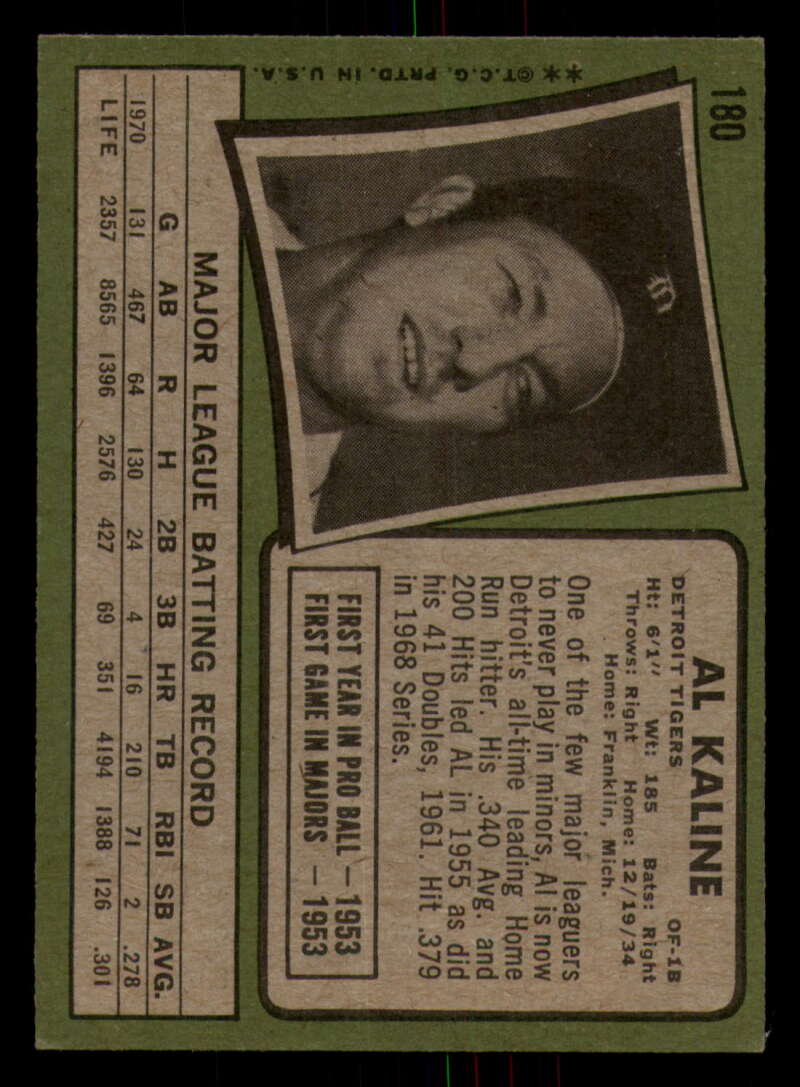 180
** ©T.C.G. PRTD. IN U.S.A.
AL KALINE
DETROIT TIGERS OF-1B
Ht: 6/1" Wt: 185 Bats: Right
Throws: Right Home: 12/19/34
Home: Franklin, Mich.
One of the few major leaguers
to never play in minors, Al is now
Detroit's all-time leading Home
Run hitter. His .340 Avg. and
200 Hits led AL in 1955 as did
his 41 Doubles, 1961. Hit .379
in 1968 Series.
FIRST YEAR IN PRO BALL — 1953
FIRST GAME IN MAJORS — 1953
MAJOR LEAGUE BATTING RECORD
G AB R H 2B 3B HR TB RBI SB AVG.
1970 131 467 64 130 24 4 16 210 71 2 .278
LIFE 2357 8565 1396 2576 427 69 351 4194 1388 126 .301